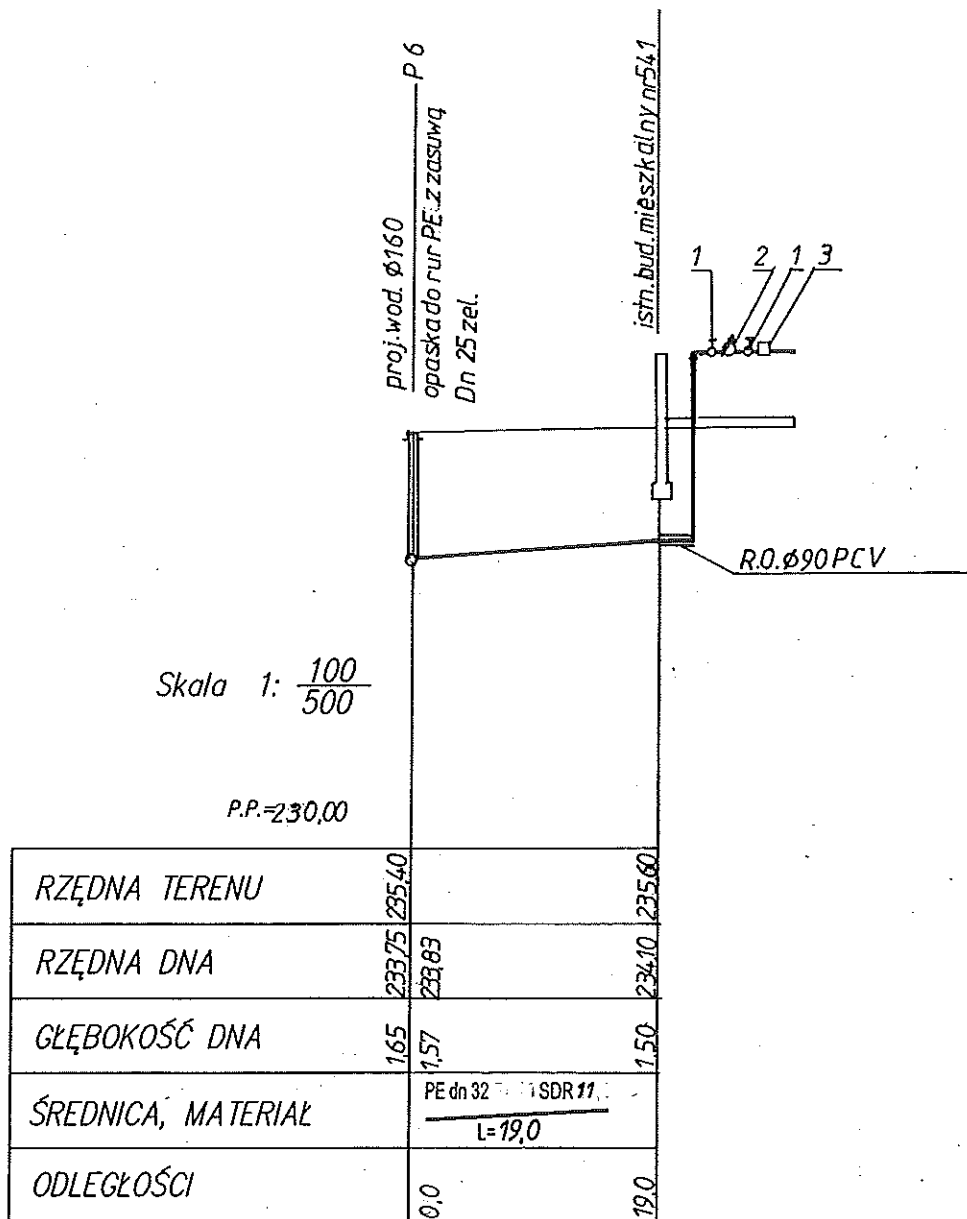 proj.wod. Ø160
P 6
opaska do rur PE z zasuwą
Dn 25 żel.
istn.bud.mieszkalny nr541
1 2 1 3
R.O.Ø90 PCV
Skala 1: 100
500
P.P.=230,00
RZĘDNA TERENU 235,40 235,60
RZĘDNA DNA 233,75 233,83 234,10
GŁĘBOKOŚĆ DNA 1,65 1,57 1,50
ŚREDNICA, MATERIAŁ PE dn 32 SDR 11
L=19,0
ODLEGŁOŚCI 0,0 19,0